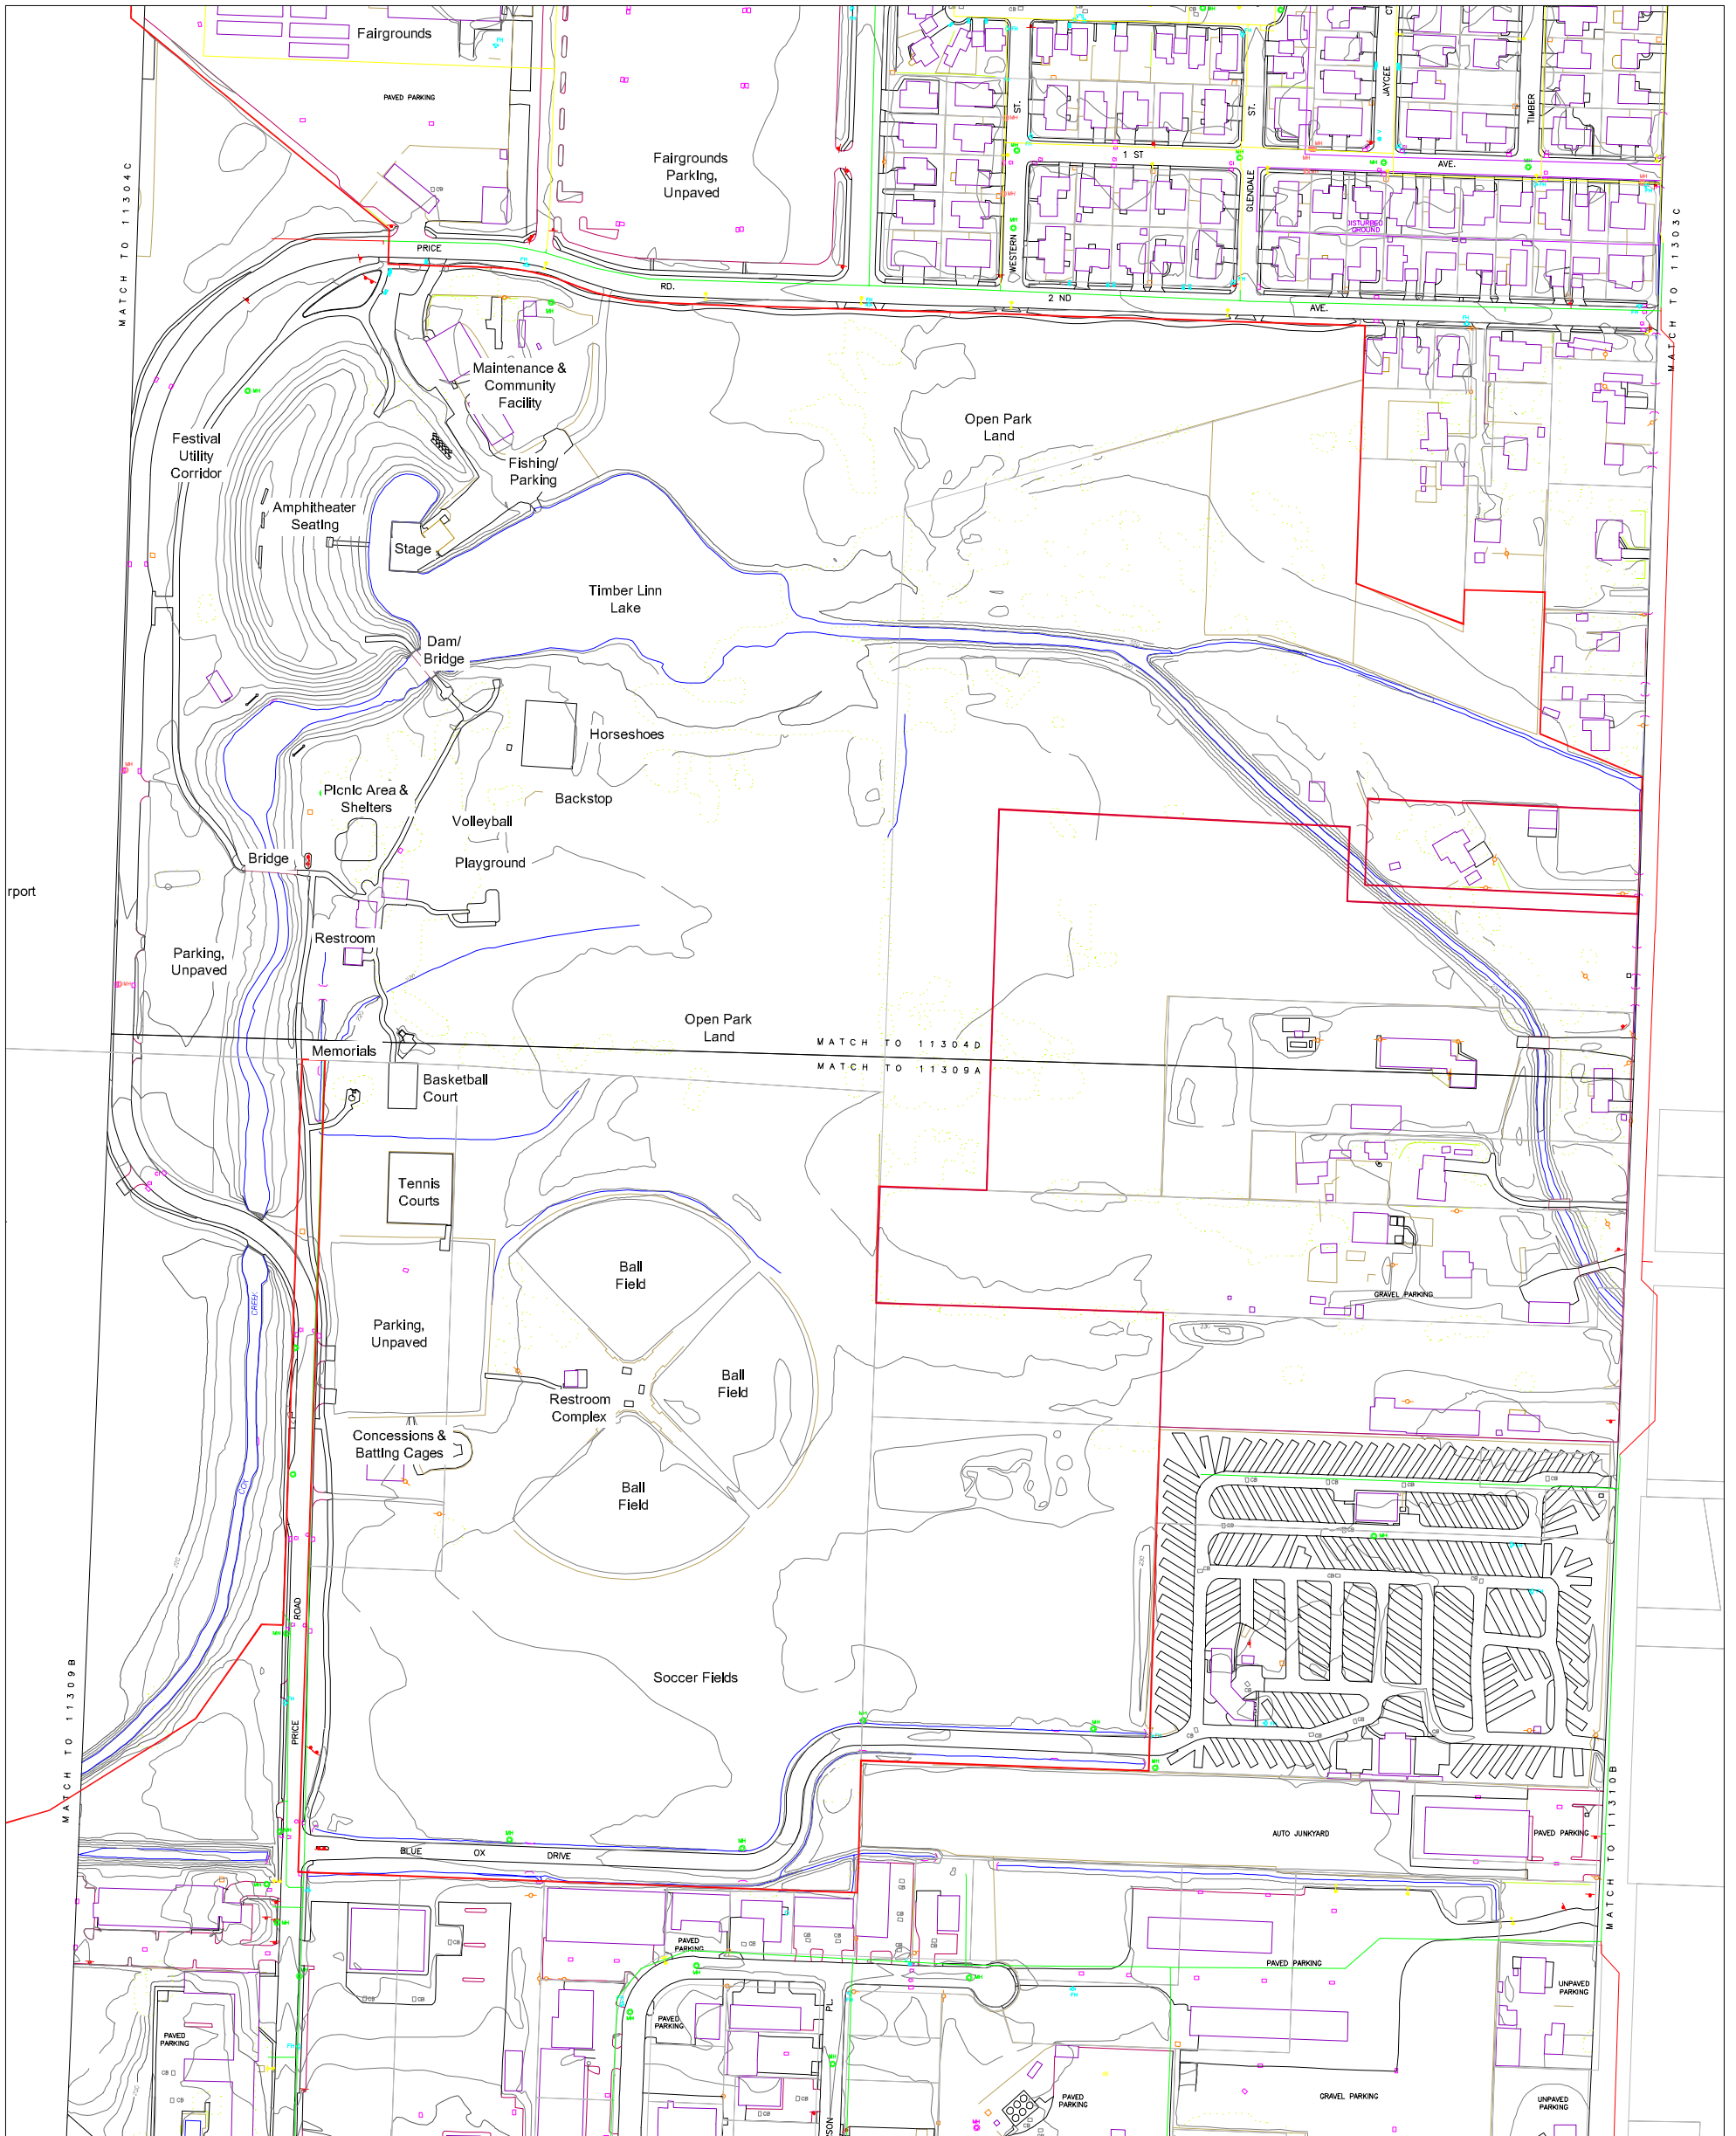 Fairgrounds
PAVED PARKING
Fairgrounds
Parking,
Unpaved
ST.
ST.
JAYCEE
CT
TIMBER
1 ST
AVE.
GLENDALE
WESTERN
DISTURBED
GROUND
MATCH TO 11304C
MATCH TO 11303C
PRICE
RD.
2 ND
AVE.
Maintenance &
Community
Facility
Open Park
Land
Festival
Utility
Corridor
Fishing/
Parking
Amphitheater
Seating
Stage
Timber Linn
Lake
Dam/
Bridge
Horseshoes
Picnic Area &
Shelters
Backstop
Volleyball
Bridge
Playground
rport
Restroom
Parking,
Unpaved
Open Park
Land
MATCH TO 11304D
MATCH TO 11309A
Memorials
Basketball
Court
Tennis
Courts
Ball
Field
CREEK
COX
GRAVEL PARKING
Parking,
Unpaved
Ball
Field
Restroom
Complex
Concessions &
Batting Cages
Ball
Field
ROAD
Soccer Fields
PRICE
MATCH TO 11309B
MATCH TO 11310B
BLUE OX DRIVE
AUTO JUNKYARD
PAVED PARKING
PAVED
PARKING
PAVED PARKING
UNPAVED
PARKING
PL.
PAVED
PARKING
PAVED
PARKING
PAVED
PARKING
GRAVEL PARKING
UNPAVED
PARKING